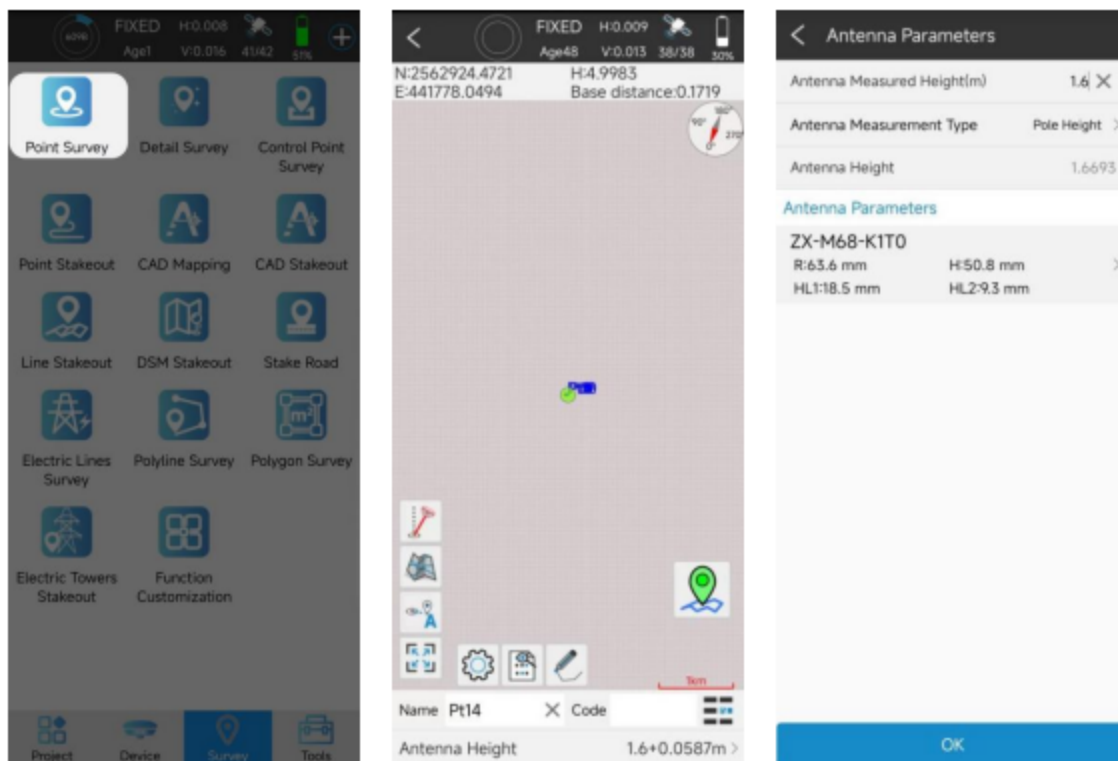 609B
FIXED H:0.008
Age1 V:0.016 41/42 51%
Point Survey Detail Survey Control Point
Survey
Point Stakeout CAD Mapping CAD Stakeout
Line Stakeout DSM Stakeout Stake Road
Electric Lines Polyline Survey Polygon Survey
Survey
Electric Towers Function
Stakeout Customization
Project Device Survey Tools
FIXED H:0.009
Age48 V:0.013 38/38 30%
N:2562924.4721 H:4.9983
E:441778.0494 Base distance:0.1719
180°
90° 270°
0°
A
1km
Name Pt14 Code
Antenna Height 1.6+0.0587m
Antenna Parameters
Antenna Measured Height(m) 1.6
Antenna Measurement Type Pole Height
Antenna Height 1.6693
Antenna Parameters
ZX-M68-K1T0
R:63.6 mm H:50.8 mm
HL1:18.5 mm HL2:9.3 mm
OK